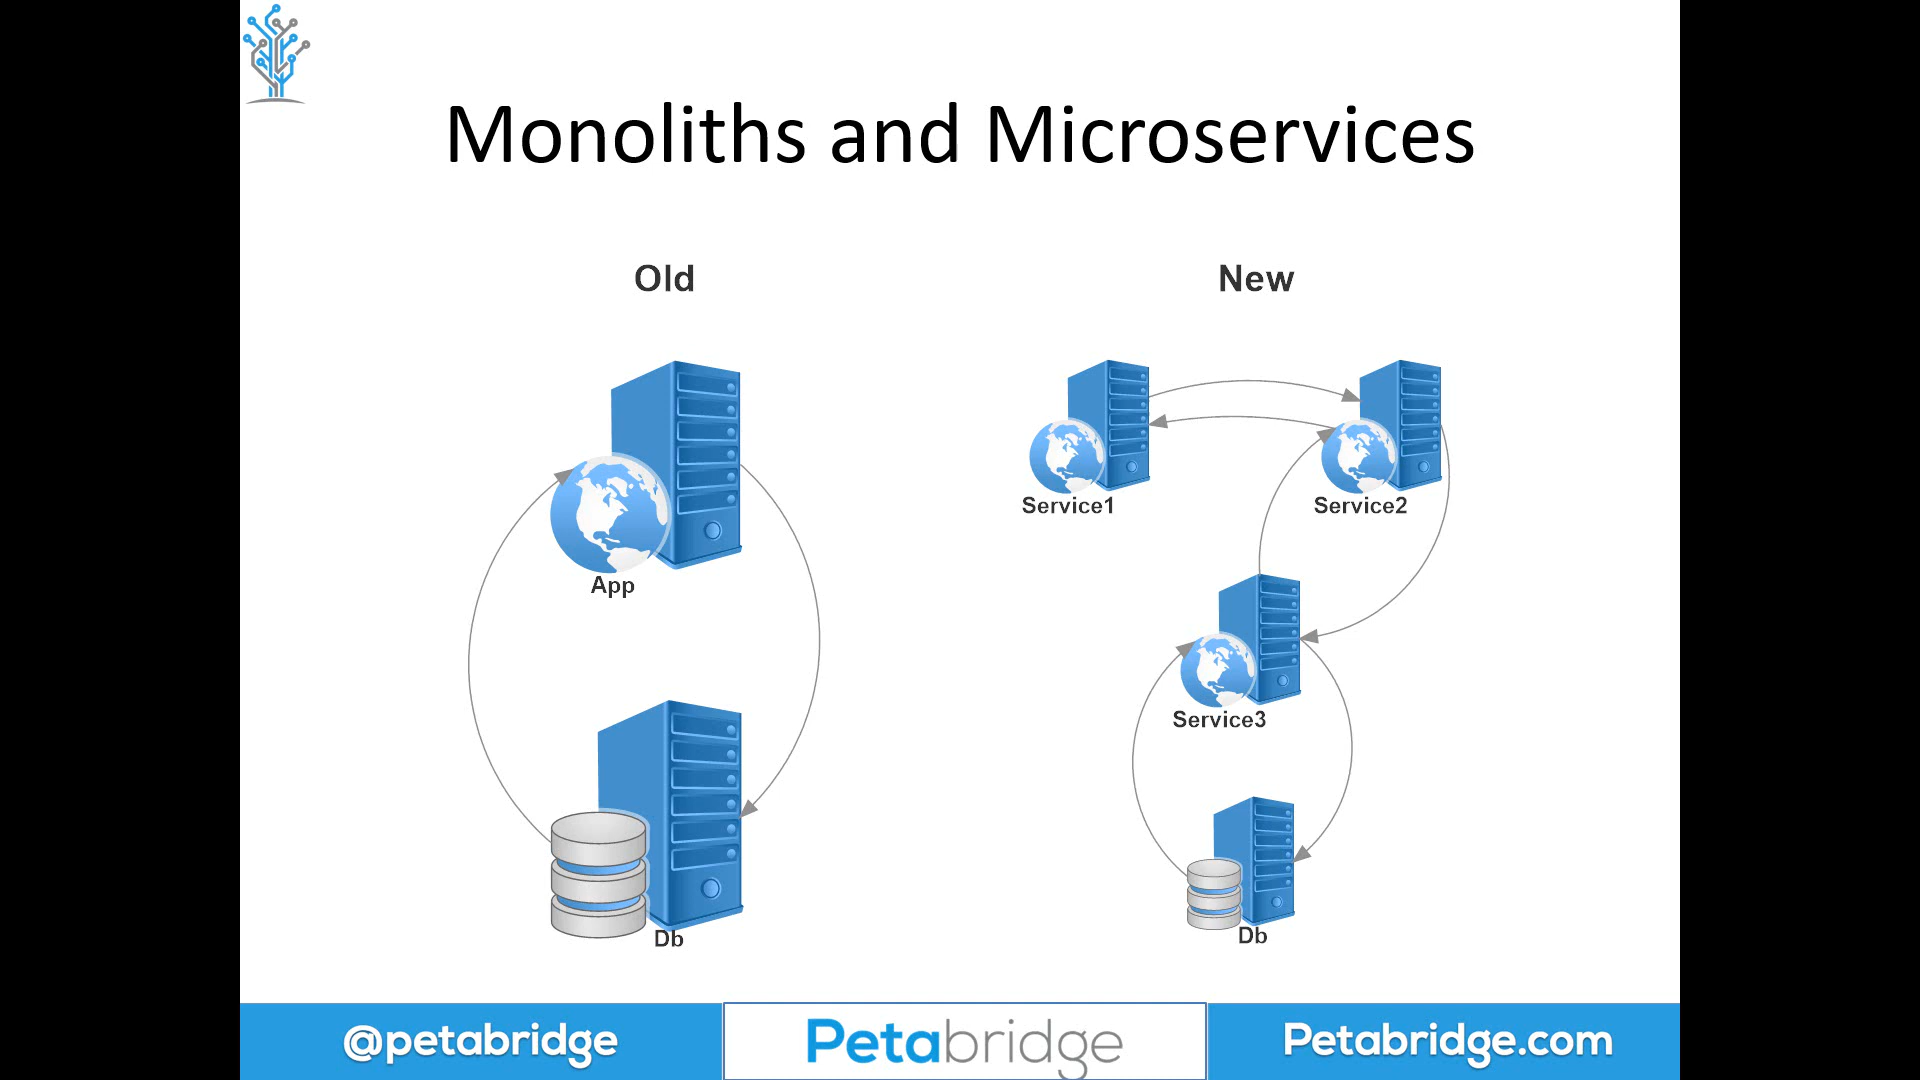 Monoliths and Microservices
Old
New
App
Db
Service1
Service2
Service3
Db
@petabridge
Petabridge
Petabridge.com